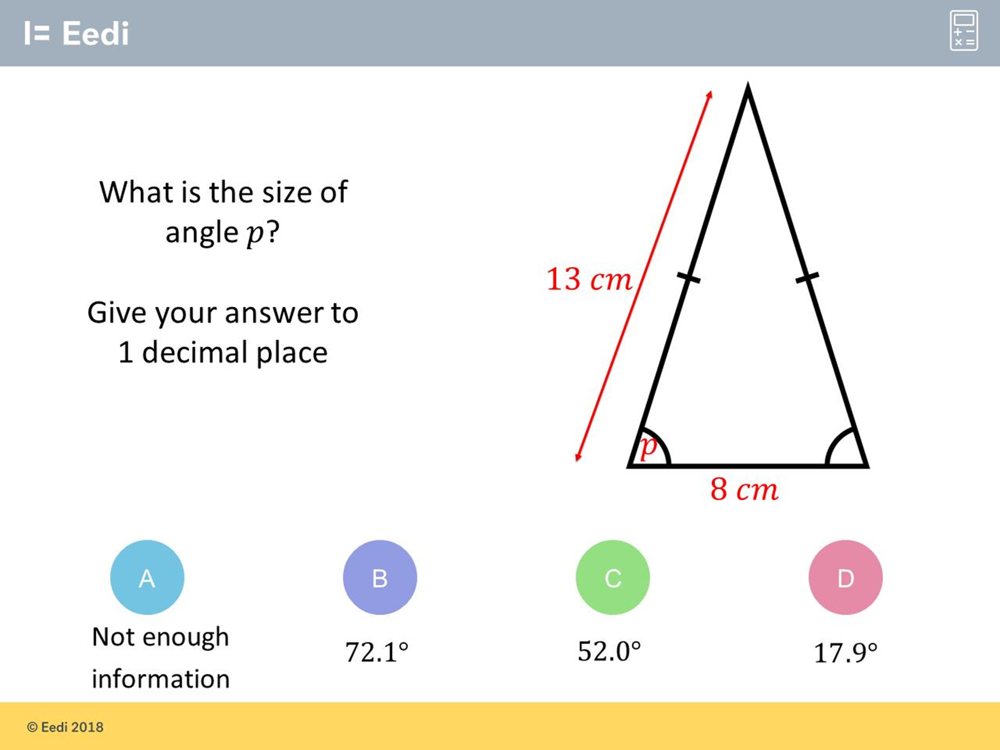 Eedi
What is the size of
angle p?
Give your answer to
1 decimal place
13 cm
p
8 cm
A
B
C
D
Not enough
information
72.1°
52.0°
17.9°
© Eedi 2018